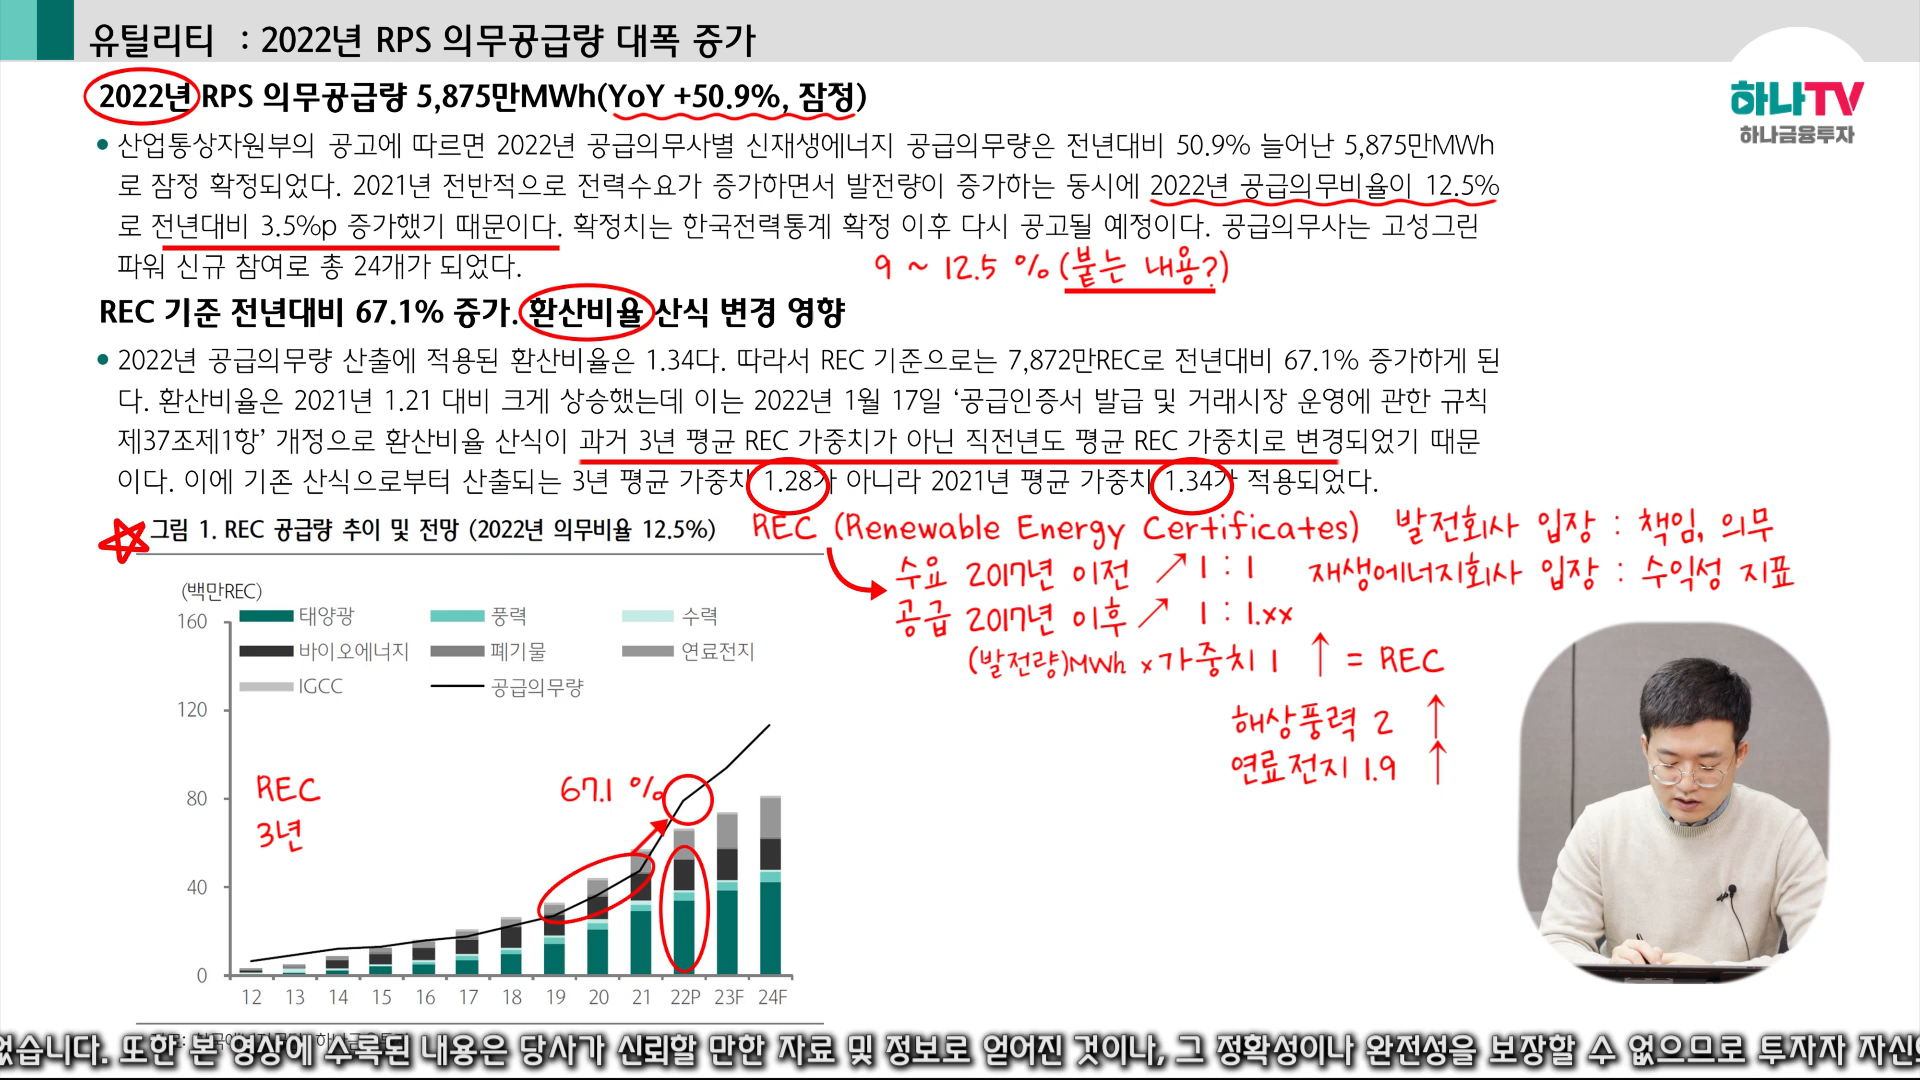 유틸리티 : 2022년 RPS 의무공급량 대폭 증가
하나TV
하나금융투자
2022년 RPS 의무공급량 5,875만MWh(YoY +50.9%, 잠정)
• 산업통상자원부의 공고에 따르면 2022년 공급의무사별 신재생에너지 공급의무량은 전년대비 50.9% 늘어난 5,875만MWh
로 잠정 확정되었다. 2021년 전반적으로 전력수요가 증가하면서 발전량이 증가하는 동시에 2022년 공급의무비율이 12.5%
로 전년대비 3.5%p 증가했기 때문이다. 확정치는 한국전력통계 확정 이후 다시 공고될 예정이다. 공급의무사는 고성그린
파워 신규 참여로 총 24개가 되었다.
9 ~ 12.5 % (붙는 내용?)
REC 기준 전년대비 67.1% 증가. 환산비율 산식 변경 영향
• 2022년 공급의무량 산출에 적용된 환산비율은 1.34다. 따라서 REC 기준으로는 7,872만REC로 전년대비 67.1% 증가하게 된
다. 환산비율은 2021년 1.21 대비 크게 상승했는데 이는 2022년 1월 17일 ‘공급인증서 발급 및 거래시장 운영에 관한 규칙
제37조제1항’ 개정으로 환산비율 산식이 과거 3년 평균 REC 가중치가 아닌 직전년도 평균 REC 가중치로 변경되었기 때문
이다. 이에 기존 산식으로부터 산출되는 3년 평균 가중치 1.28가 아니라 2021년 평균 가중치 1.34가 적용되었다.
그림 1. REC 공급량 추이 및 전망 (2022년 의무비율 12.5%)
REC (Renewable Energy Certificates) 발전회사 입장 : 책임, 의무
수요 2017년 이전 ↗ 1 : 1 재생에너지회사 입장 : 수익성 지표
공급 2017년 이후 ↗ 1 : 1.xx
(발전량)MWh x 가중치 1 ↑ = REC
해상풍력 2 ↑
연료전지 1.9 ↑
(백만REC)
160
120
80
40
0
태양광 풍력 수력
바이오에너지 폐기물 연료전지
IGCC 공급의무량
REC
3년
67.1 %
12 13 14 15 16 17 18 19 20 21 22P 23F 24F
없습니다. 또한 본 영상에 수록된 내용은 당사가 신뢰할 만한 자료 및 정보로 얻어진 것이나, 그 정확성이나 완전성을 보장할 수 없으므로 투자자 자신의